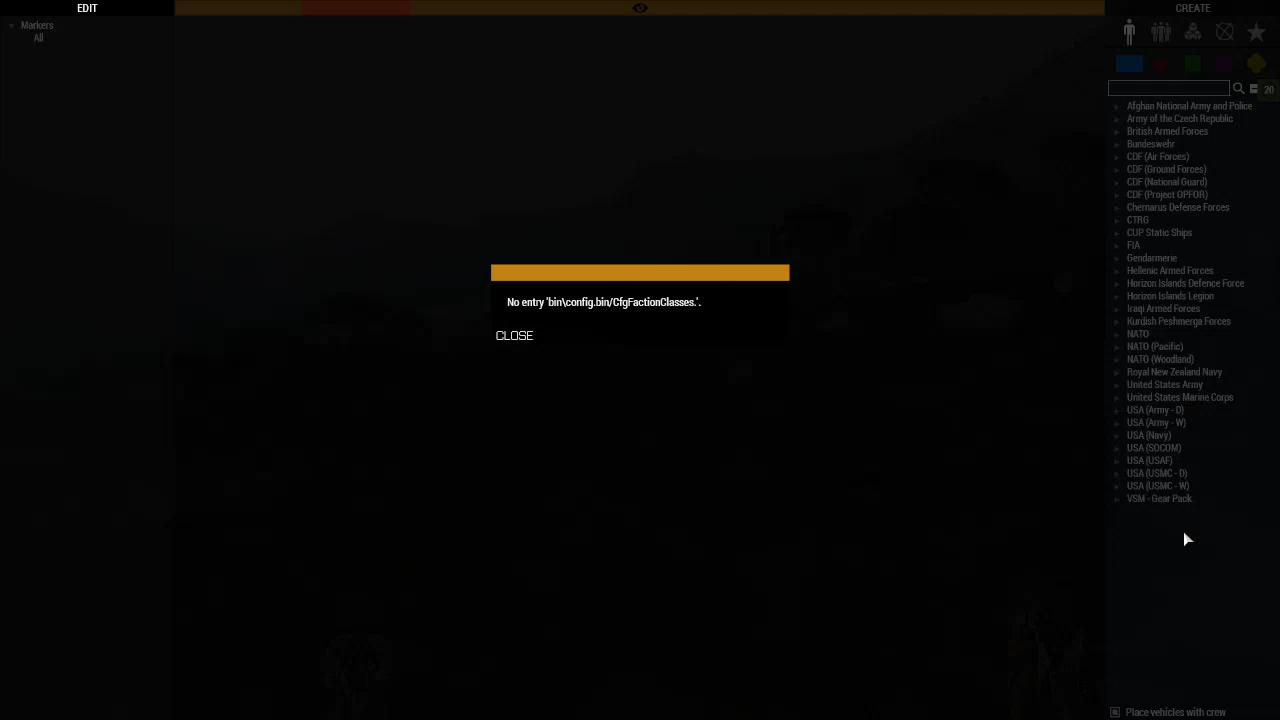 EDIT
CREATE
Markers
All
20
Afghan National Army and Police
Army of the Czech Republic
British Armed Forces
Bundeswehr
CDF (Air Forces)
CDF (Ground Forces)
CDF (National Guard)
CDF (Project OPFOR)
Chernarus Defense Forces
CTRG
CUP Static Ships
FIA
Gendarmerie
Hellenic Armed Forces
Horizon Islands Defence Force
Horizon Islands Legion
Iraqi Armed Forces
Kurdish Peshmerga Forces
NATO
NATO (Pacific)
NATO (Woodland)
Royal New Zealand Navy
United States Army
United States Marine Corps
USA (Army - D)
USA (Army - W)
USA (Navy)
USA (SOCOM)
USA (USAF)
USA (USMC - D)
USA (USMC - W)
VSM - Gear Pack
No entry 'bin\config.bin/CfgFactionClasses.'.
CLOSE
Place vehicles with crew